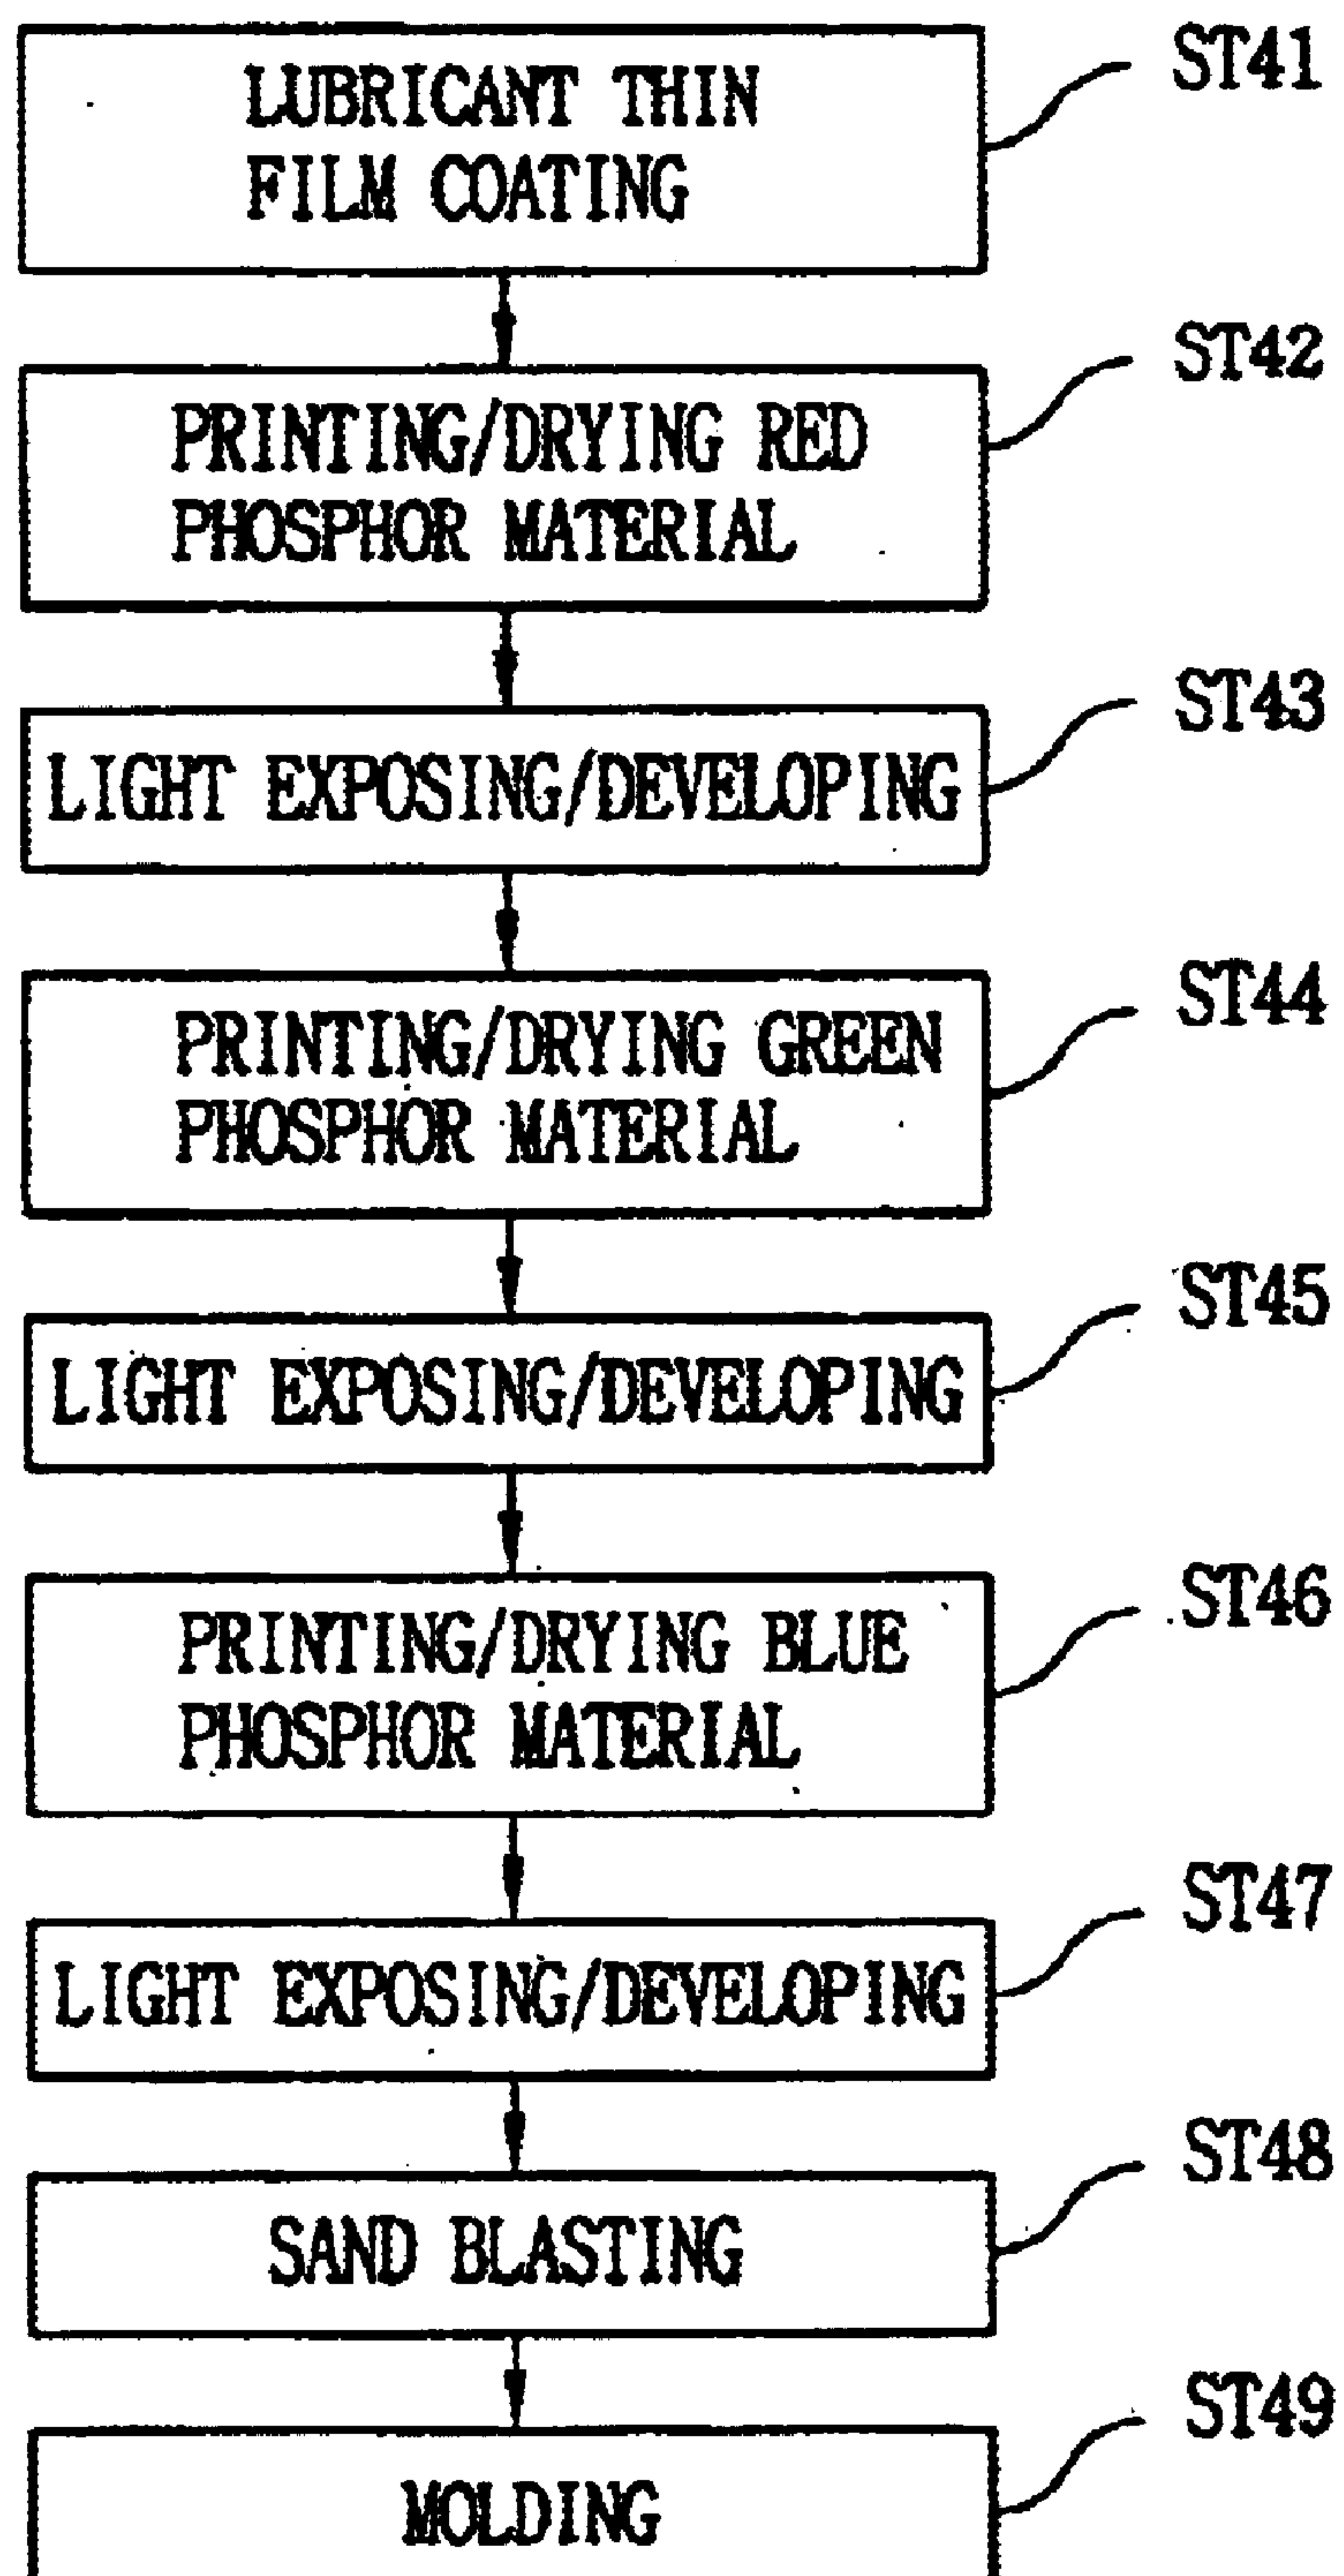 LUBRICANT THIN
FILM COATING
ST41
PRINTING/DRYING RED
PHOSPHOR MATERIAL
ST42
LIGHT EXPOSING/DEVELOPING
ST43
PRINTING/DRYING GREEN
PHOSPHOR MATERIAL
ST44
LIGHT EXPOSING/DEVELOPING
ST45
PRINTING/DRYING BLUE
PHOSPHOR MATERIAL
ST46
LIGHT EXPOSING/DEVELOPING
ST47
SAND BLASTING
ST48
MOLDING
ST49